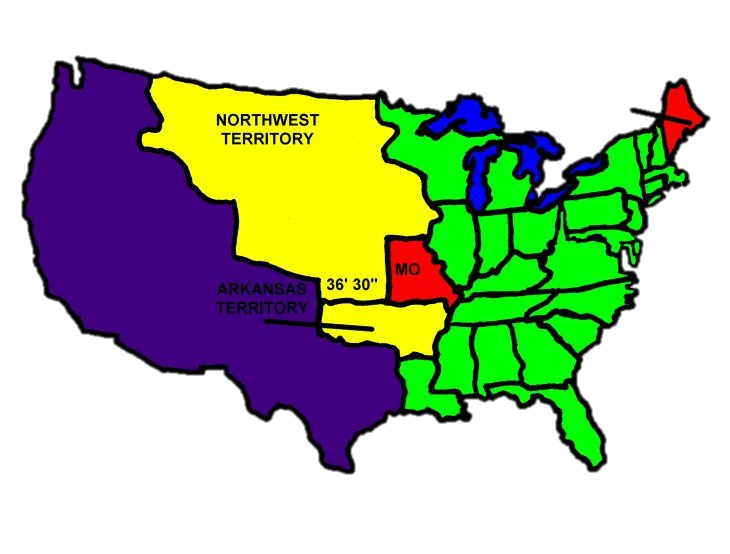 NORTHWEST
TERRITORY
MO
36' 30"
ARKANSAS
TERRITORY